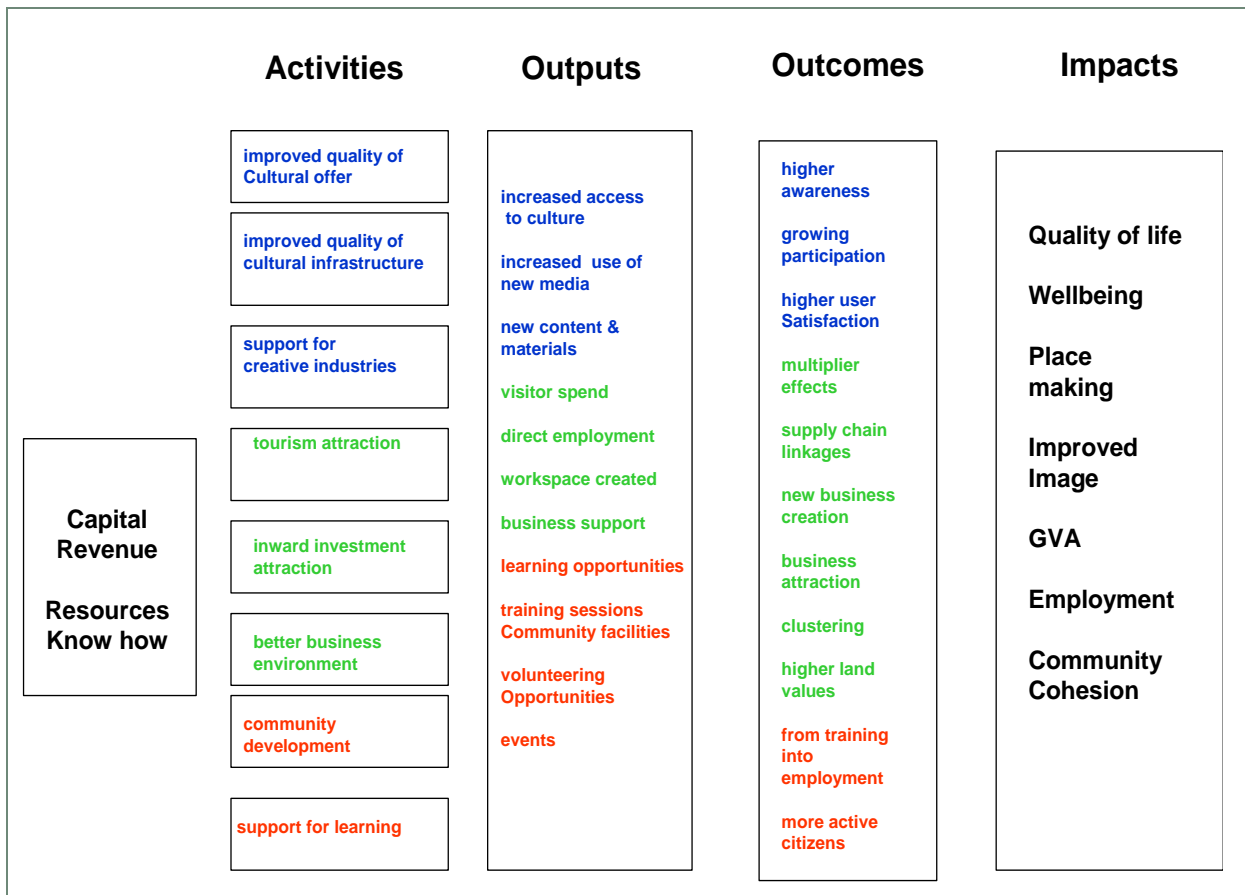 Activities
Outputs
Outcomes
Impacts
Capital
Revenue
Resources
Know how
improved quality of
Cultural offer
improved quality of
cultural infrastructure
support for
creative industries
tourism attraction
inward investment
attraction
better business
environment
community
development
support for learning
increased access
to culture
increased use of
new media
new content &
materials
visitor spend
direct employment
workspace created
business support
learning opportunities
training sessions
Community facilities
volunteering
Opportunities
events
higher
awareness
growing
participation
higher user
Satisfaction
multiplier
effects
supply chain
linkages
new business
creation
business
attraction
clustering
higher land
values
from training
into
employment
more active
citizens
Quality of life
Wellbeing
Place
making
Improved
Image
GVA
Employment
Community
Cohesion